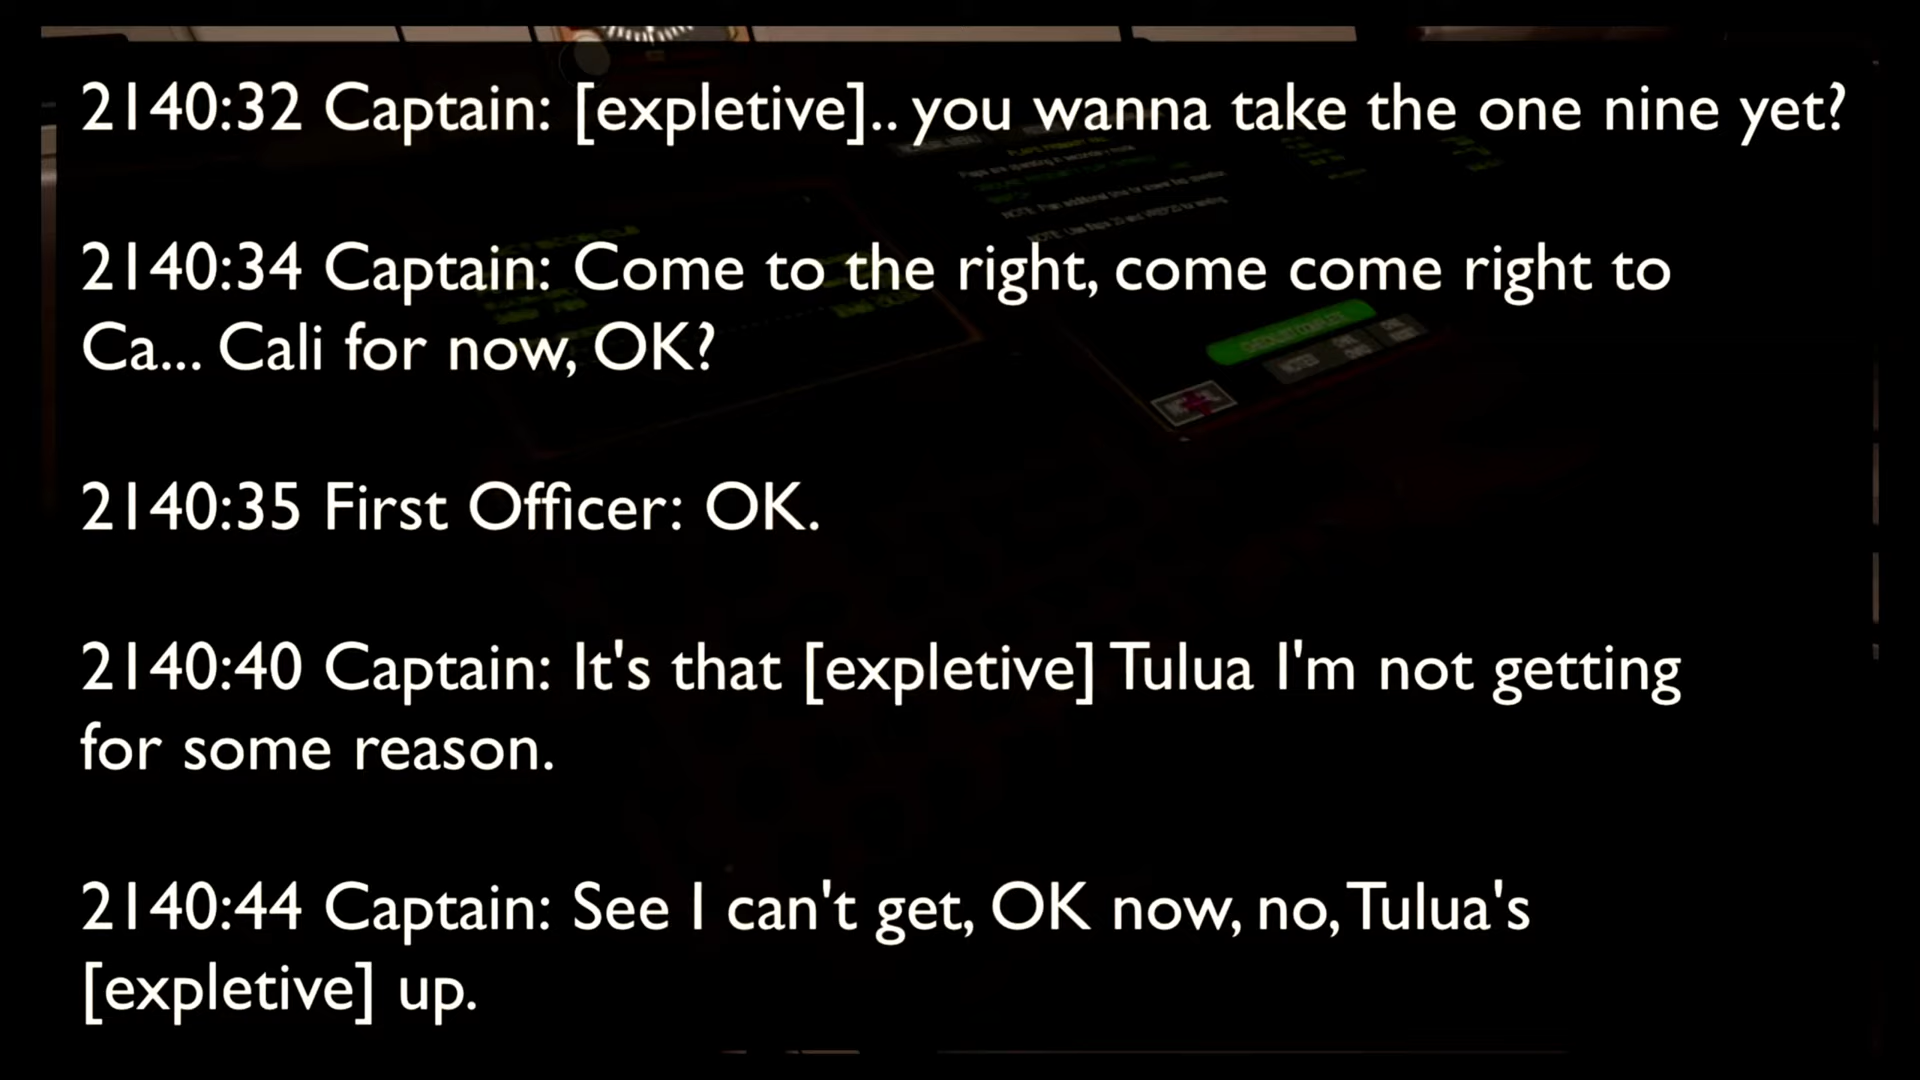 2140:32 Captain: [expletive].. you wanna take the one nine yet?
2140:34 Captain: Come to the right, come come right to
Ca... Cali for now, OK?
2140:35 First Officer: OK.
2140:40 Captain: It's that [expletive] Tulua I'm not getting
for some reason.
2140:44 Captain: See I can't get, OK now, no, Tulua's
[expletive] up.